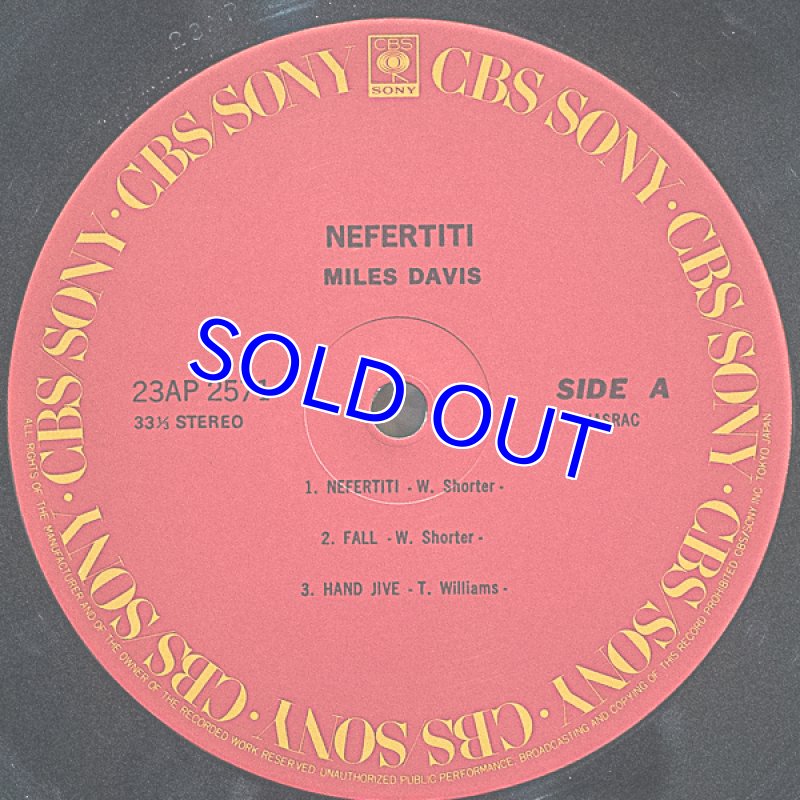 CBS
SONY
CBS/SONY · CBS SONY · CBS/SONY · CBS/SONY · CBS/SONY · CBS/SONY · CBS/SONY ·
NEFERTITI
MILES DAVIS
SOLD OUT
23AP 2571
SIDE A
33⅓ STEREO
JASRAC
1. NEFERTITI - W. Shorter -
2. FALL - W. Shorter -
3. HAND JIVE - T. Williams -
ALL RIGHTS OF THE MANUFACTURER AND OF THE OWNER OF THE RECORDED WORK RESERVED. UNAUTHORIZED PUBLIC PERFORMANCE, BROADCASTING AND COPYING OF THIS RECORD PROHIBITED. CBS/SONY INC. TOKYO, JAPAN